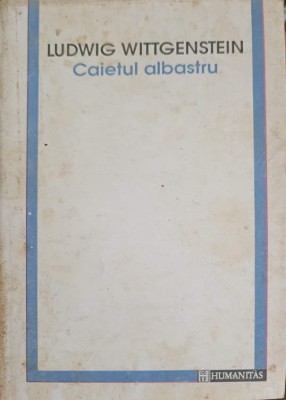 LUDWIG WITTGENSTEIN
Caietul albastru
HUMANITAS